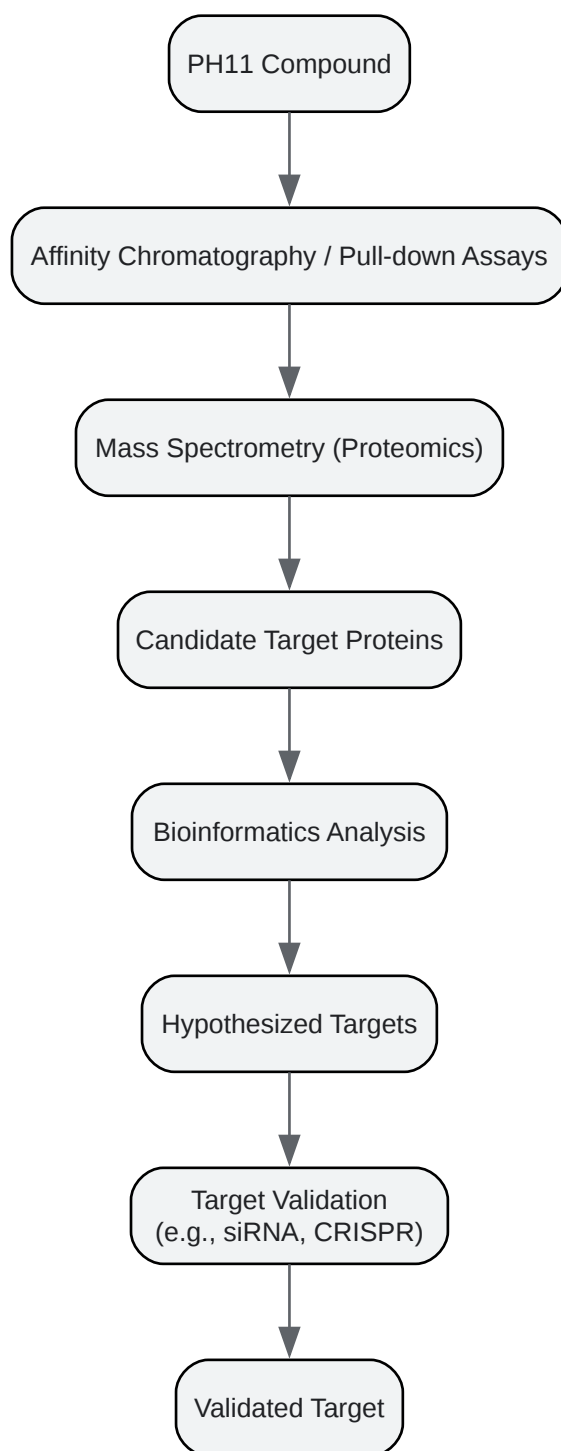 PH11 Compound
Affinity Chromatography / Pull-down Assays
Mass Spectrometry (Proteomics)
Candidate Target Proteins
Bioinformatics Analysis
Hypothesized Targets
Target Validation
(e.g., siRNA, CRISPR)
Validated Target